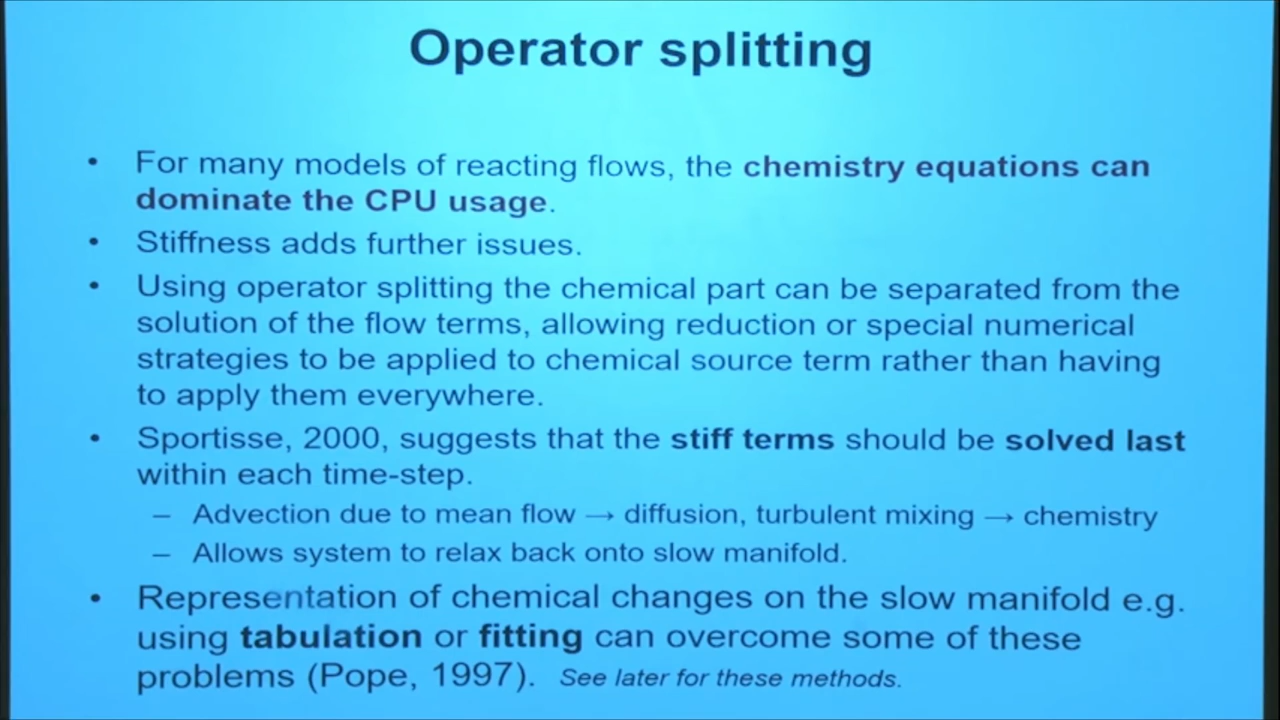 Operator splitting
• For many models of reacting flows, the chemistry equations can
dominate the CPU usage.
• Stiffness adds further issues.
• Using operator splitting the chemical part can be separated from the
solution of the flow terms, allowing reduction or special numerical
strategies to be applied to chemical source term rather than having
to apply them everywhere.
• Sportisse, 2000, suggests that the stiff terms should be solved last
within each time-step.
– Advection due to mean flow → diffusion, turbulent mixing → chemistry
– Allows system to relax back onto slow manifold.
• Representation of chemical changes on the slow manifold e.g.
using tabulation or fitting can overcome some of these
problems (Pope, 1997). See later for these methods.